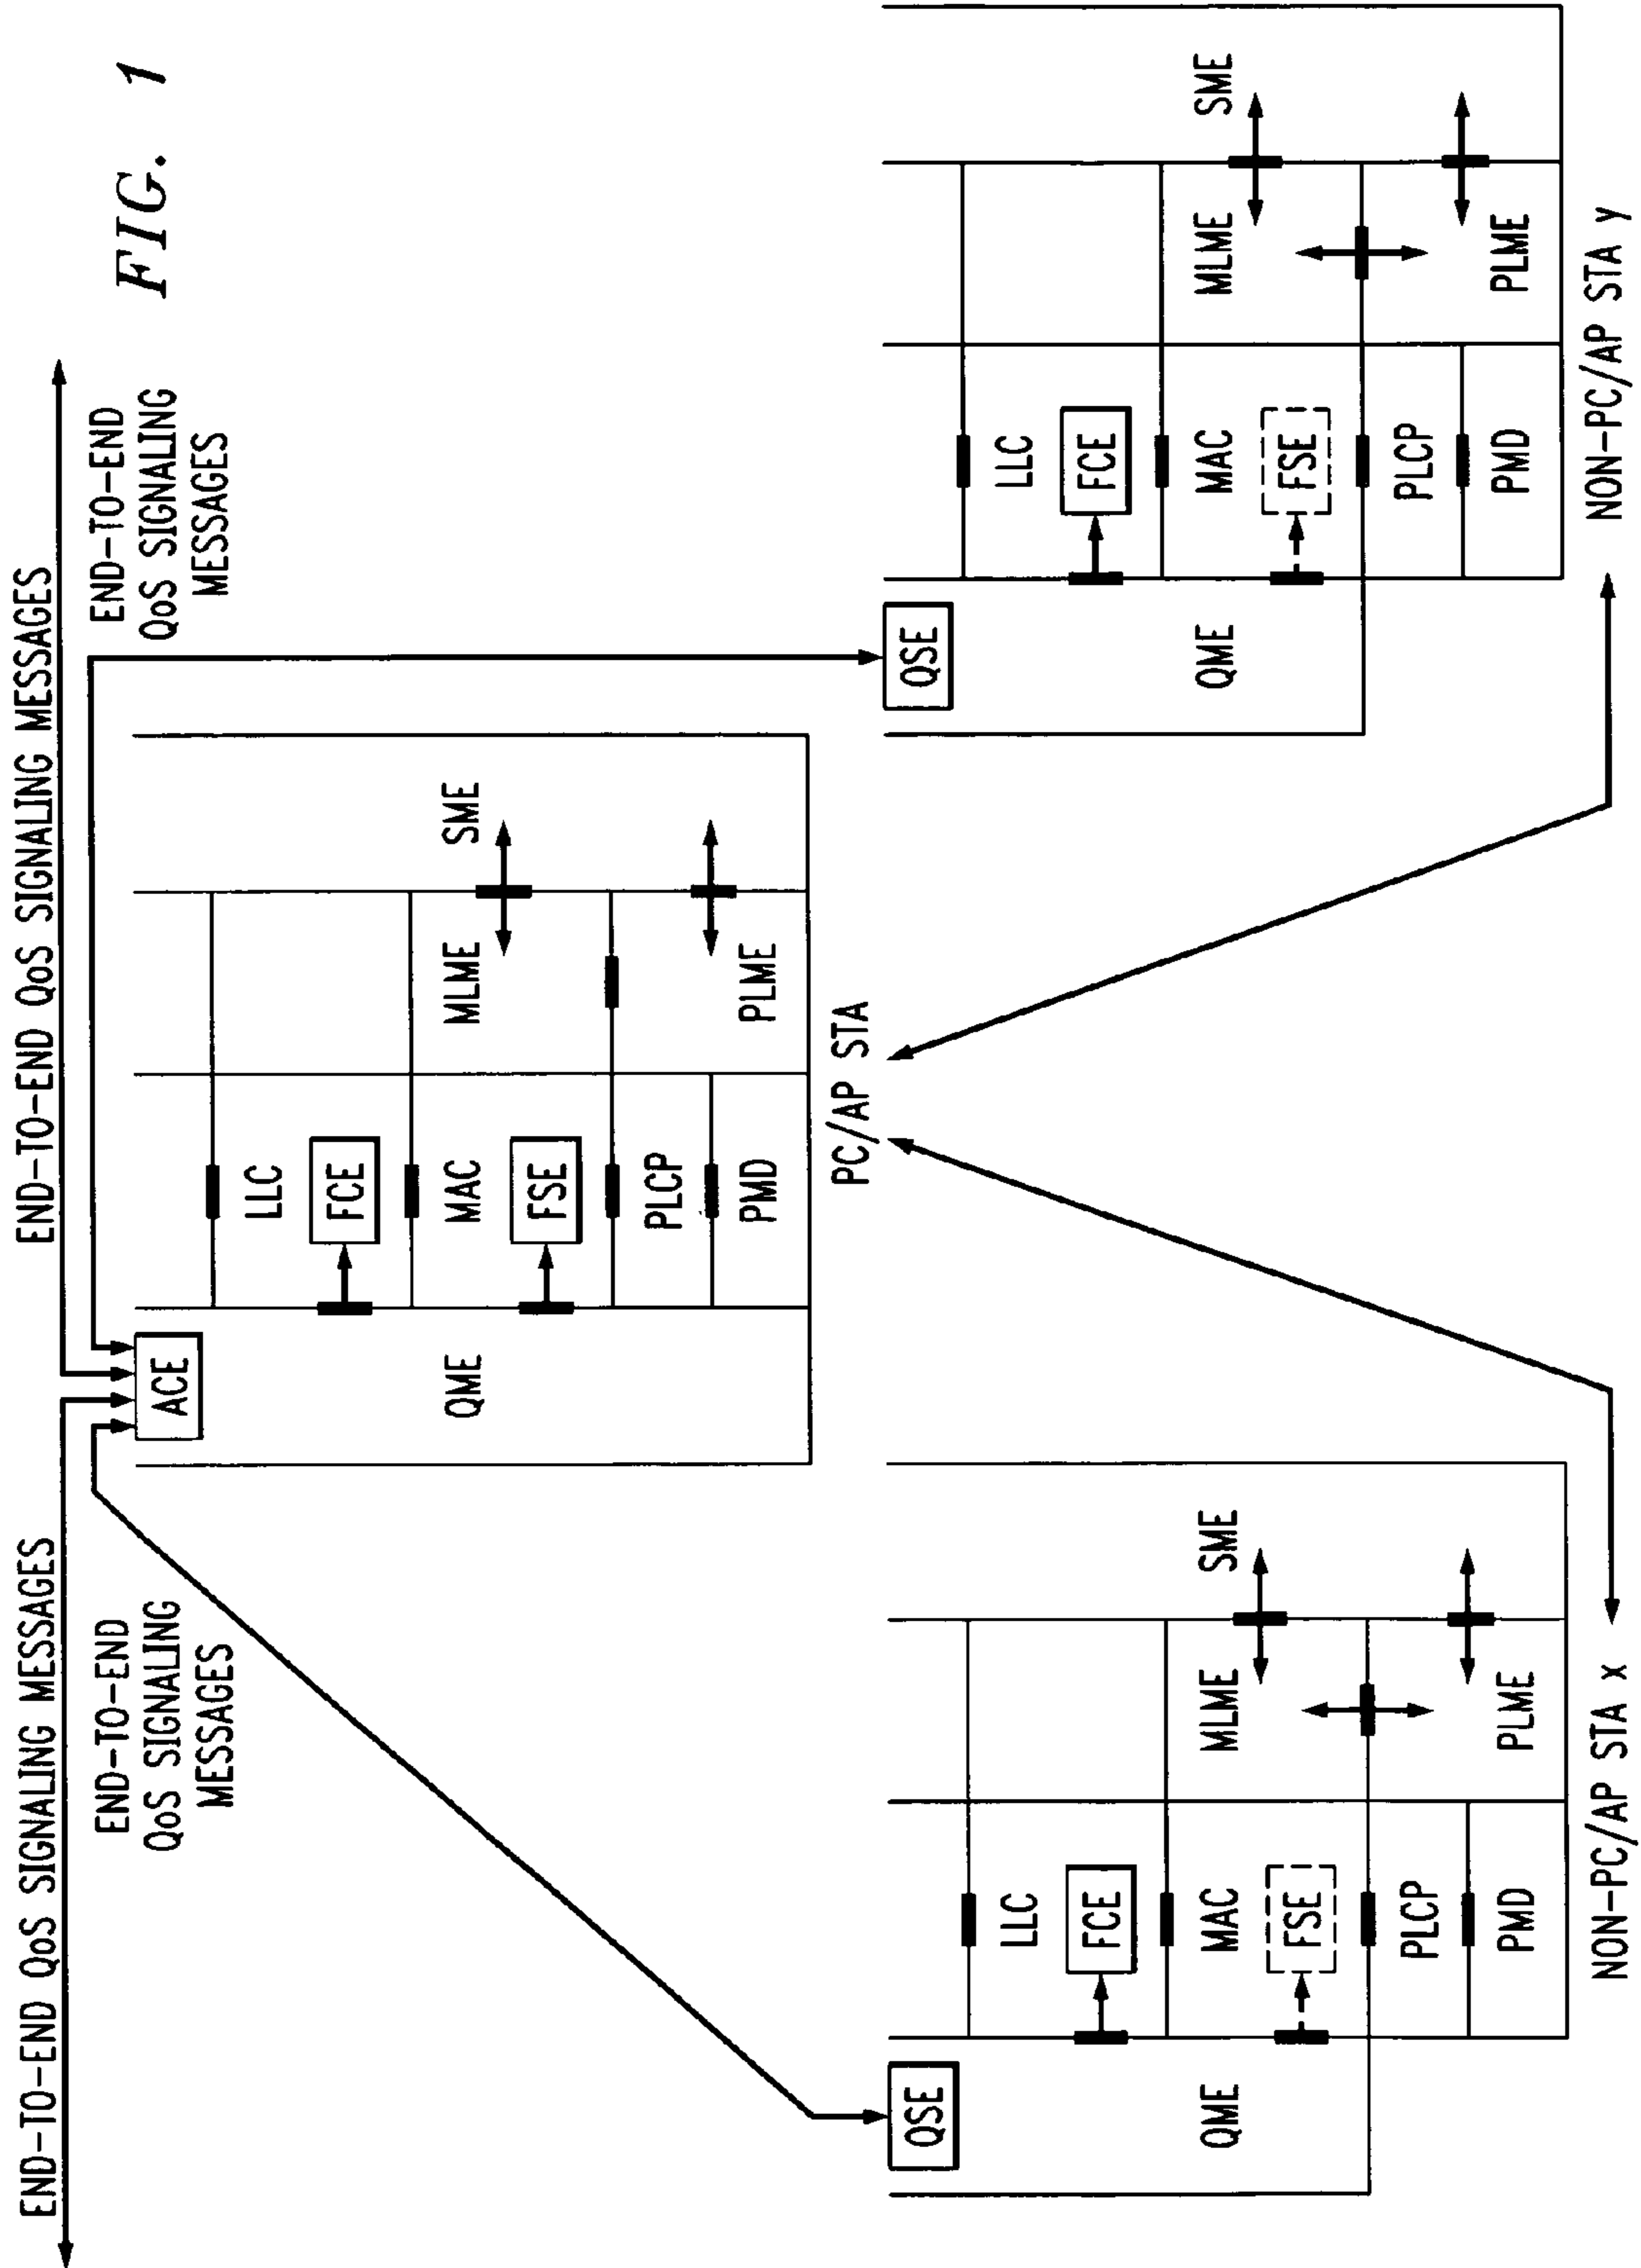 FIG. 1
END-TO-END QoS SIGNALING MESSAGES
END-TO-END QoS SIGNALING MESSAGES
END-TO-END
QoS SIGNALING
MESSAGES
END-TO-END
QoS SIGNALING
MESSAGES
ACE
QME
LLC
FCE
MAC
FSE
PLCP
PMD
MLME
SME
PLME
PC/AP STA
QSE
QME
LLC
FCE
MAC
FSE
PLCP
PMD
MLME
SME
PLME
NON-PC/AP STA x
QSE
QME
LLC
FCE
MAC
FSE
PLCP
PMD
MLME
SME
PLME
NON-PC/AP STA y